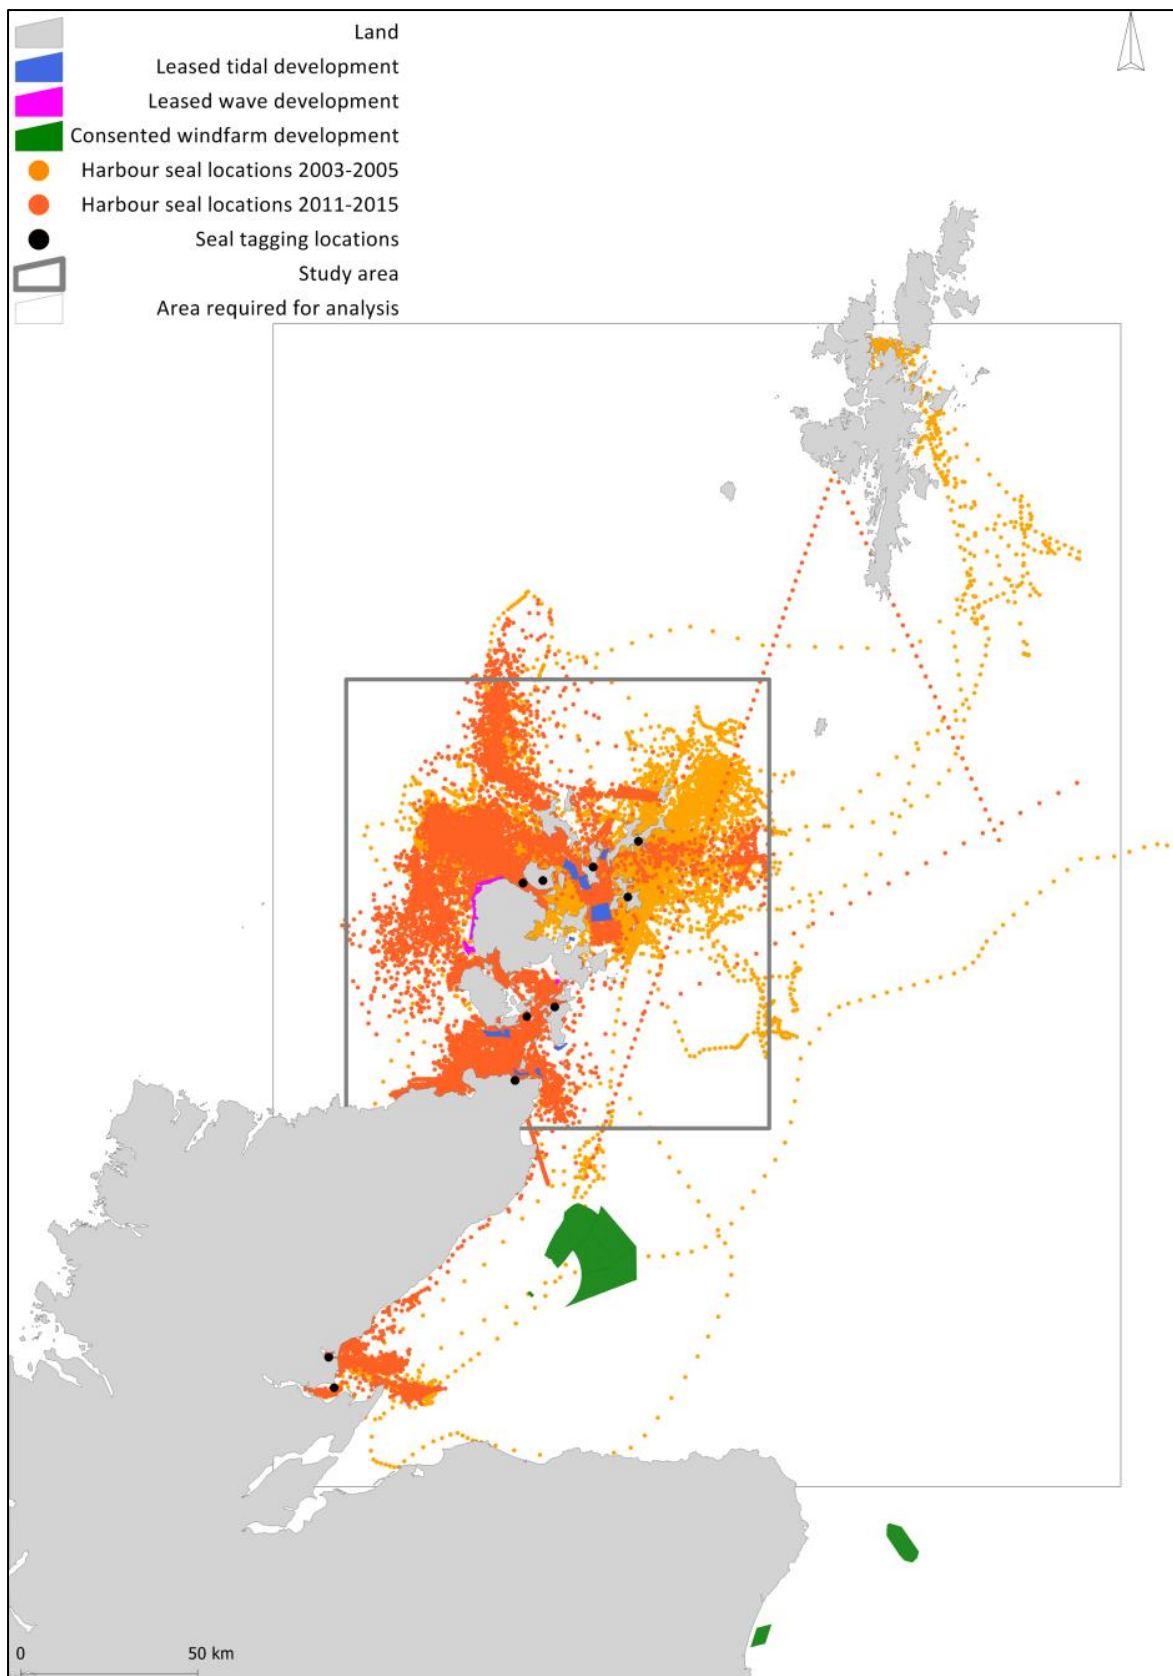 Land
Leased tidal development
Leased wave development
Consented windfarm development
Harbour seal locations 2003-2005
Harbour seal locations 2011-2015
Seal tagging locations
Study area
Area required for analysis
0 50 km